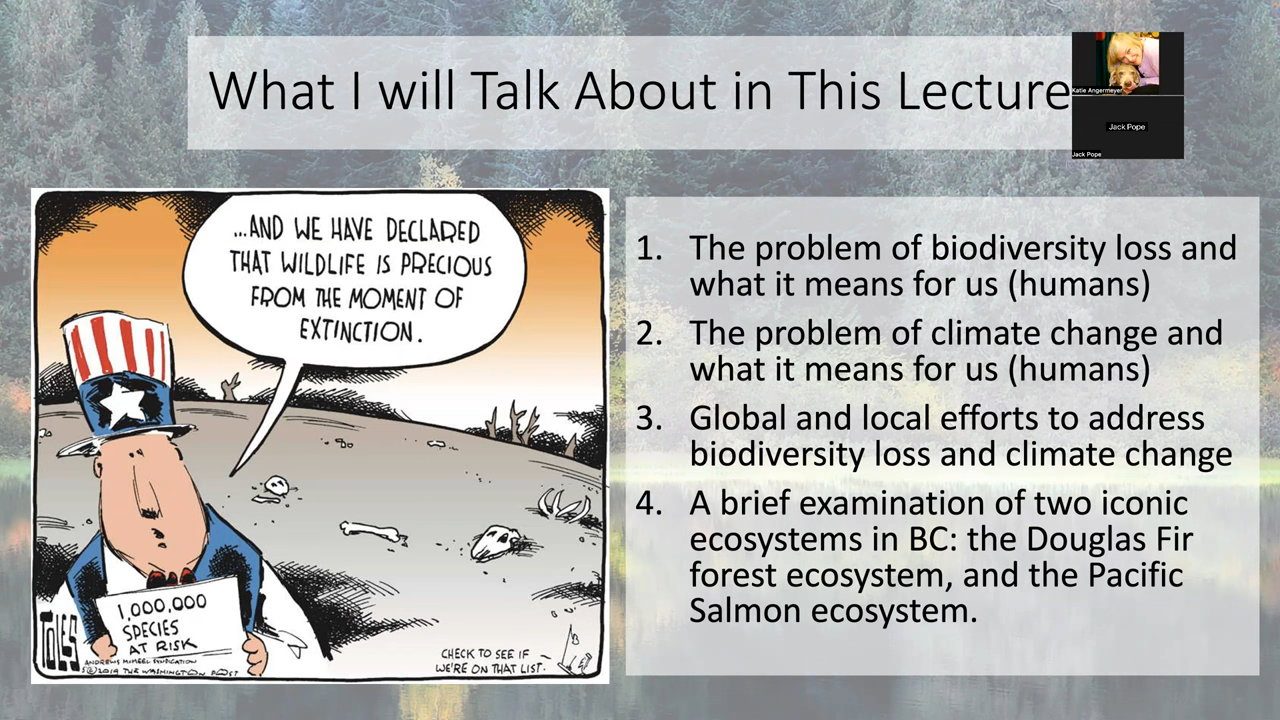 What I will Talk About in This Lecture
Katie Angermeyer
Jack Pope
Jack Pope
...AND WE HAVE DECLARED
THAT WILDLIFE IS PRECIOUS
FROM THE MOMENT OF
EXTINCTION.
1,000,000
SPECIES
AT RISK
TOLES
ANDREWS MCMEEL SYNDICATION
©2019 THE WASHINGTON POST
CHECK TO SEE IF
WE'RE ON THAT LIST.
1. The problem of biodiversity loss and
what it means for us (humans)
2. The problem of climate change and
what it means for us (humans)
3. Global and local efforts to address
biodiversity loss and climate change
4. A brief examination of two iconic
ecosystems in BC: the Douglas Fir
forest ecosystem, and the Pacific
Salmon ecosystem.